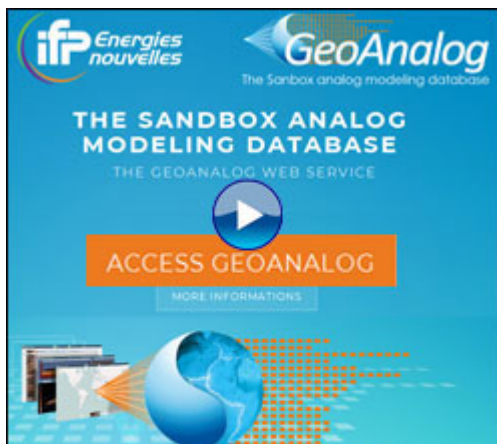 ifp Energies
nouvelles
GeoAnalog
The Sanbox analog modeling database
THE SANDBOX ANALOG
MODELING DATABASE
THE GEOANALOG WEB SERVICE
ACCESS GEOANALOG
MORE INFORMATIONS